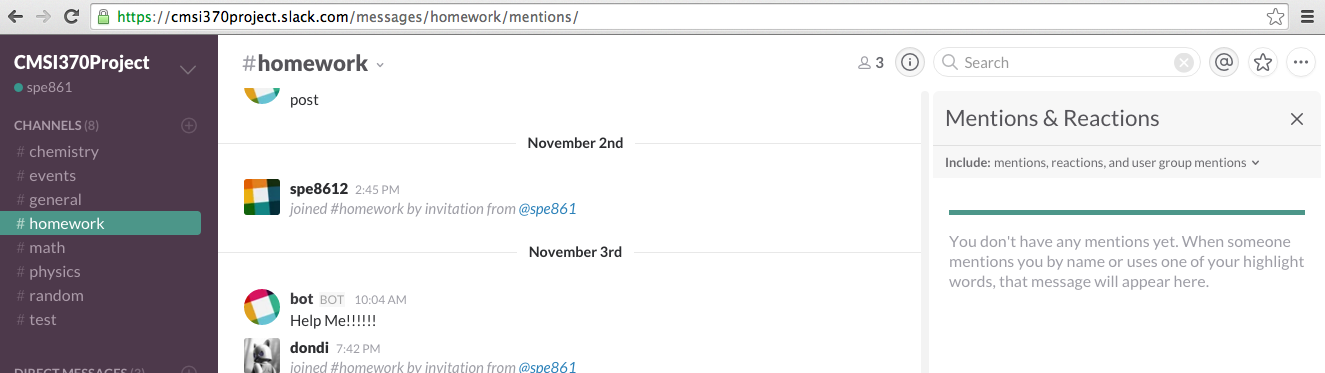 https://cmsi370project.slack.com/messages/homework/mentions/
CMSI370Project
spe861
CHANNELS (8)
# chemistry
# events
# general
# homework
# math
# physics
# random
# test
DIRECT MESSAGES (3)
#homework
3
Search
post
November 2nd
spe8612 2:45 PM
joined #homework by invitation from @spe861
November 3rd
bot BOT 10:04 AM
Help Me!!!!!!
dondi 7:42 PM
joined #homework by invitation from @spe861
Mentions & Reactions
Include: mentions, reactions, and user group mentions
You don't have any mentions yet. When someone
mentions you by name or uses one of your highlight
words, that message will appear here.